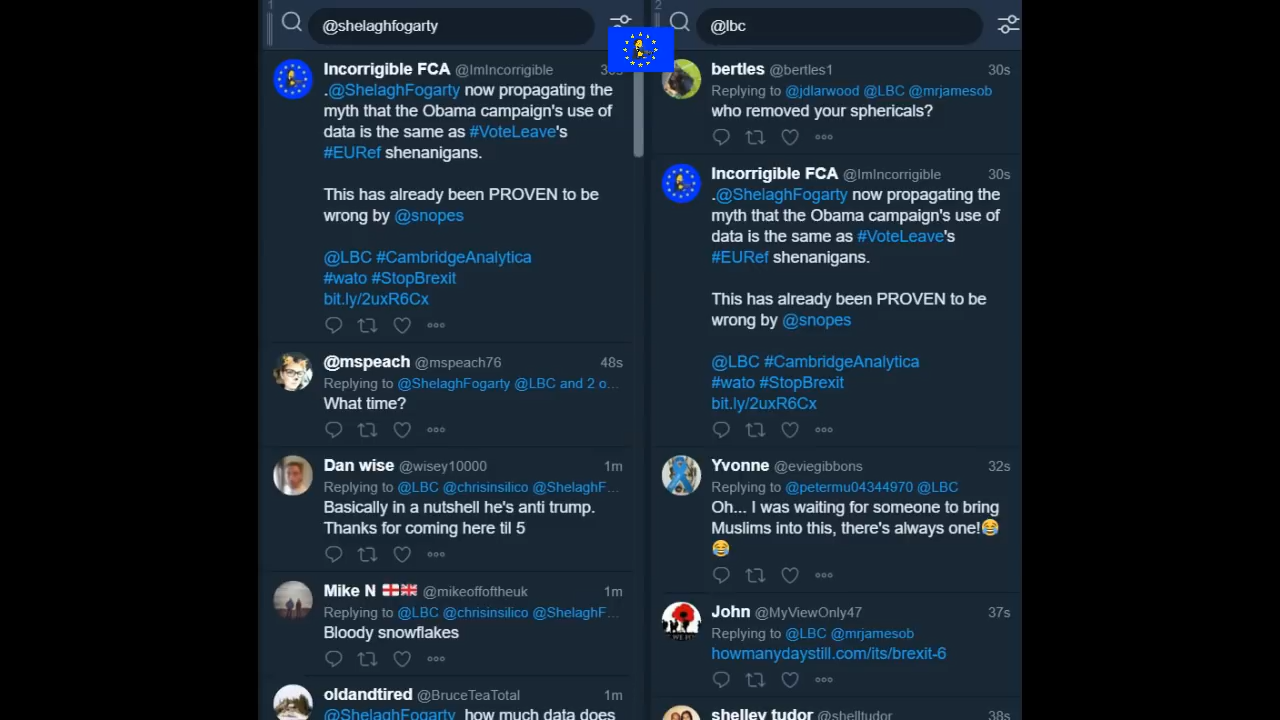 1
@shelaghfogarty
Incorrigible FCA @ImIncorrigible
.@ShelaghFogarty now propagating the
myth that the Obama campaign's use of
data is the same as #VoteLeave's
#EURef shenanigans.
This has already been PROVEN to be
wrong by @snopes
@LBC #CambridgeAnalytica
#wato #StopBrexit
bit.ly/2uxR6Cx
@mspeach @mspeach76 48s
Replying to @ShelaghFogarty @LBC and 2 o...
What time?
Dan wise @wisey10000 1m
Replying to @LBC @chrisinsilico @ShelaghF...
Basically in a nutshell he's anti trump.
Thanks for coming here til 5
Mike N @mikeoffoftheuk 1m
Replying to @LBC @chrisinsilico @ShelaghF...
Bloody snowflakes
oldandtired @BruceTeaTotal 1m
@ShelaghFogarty how much data does
2
@lbc
bertles @bertles1 30s
Replying to @jdlarwood @LBC @mrjamesob
who removed your sphericals?
Incorrigible FCA @ImIncorrigible 30s
.@ShelaghFogarty now propagating the
myth that the Obama campaign's use of
data is the same as #VoteLeave's
#EURef shenanigans.
This has already been PROVEN to be
wrong by @snopes
@LBC #CambridgeAnalytica
#wato #StopBrexit
bit.ly/2uxR6Cx
Yvonne @eviegibbons 32s
Replying to @petermu04344970 @LBC
Oh... I was waiting for someone to bring
Muslims into this, there's always one!😂
😂
John @MyViewOnly47 37s
Replying to @LBC @mrjamesob
howmanydaystill.com/its/brexit-6
shelley tudor @shelltudor 38s